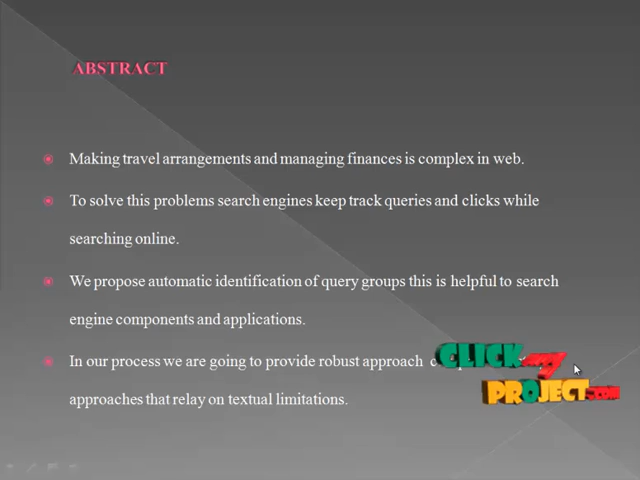 ABSTRACT
Making travel arrangements and managing finances is complex in web.
To solve this problems search engines keep track queries and clicks while
searching online.
We propose automatic identification of query groups this is helpful to search
engine components and applications.
In our process we are going to provide robust approach
approaches that relay on textual limitations.
CLICK my
PROJECT.COM